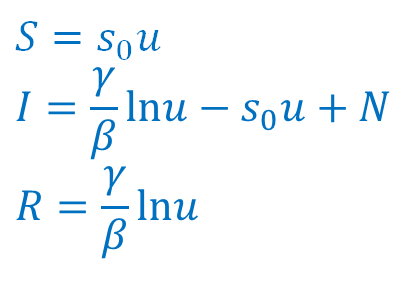 S = s₀u
I = γ/β lnu − s₀u + N
R = γ/β lnu